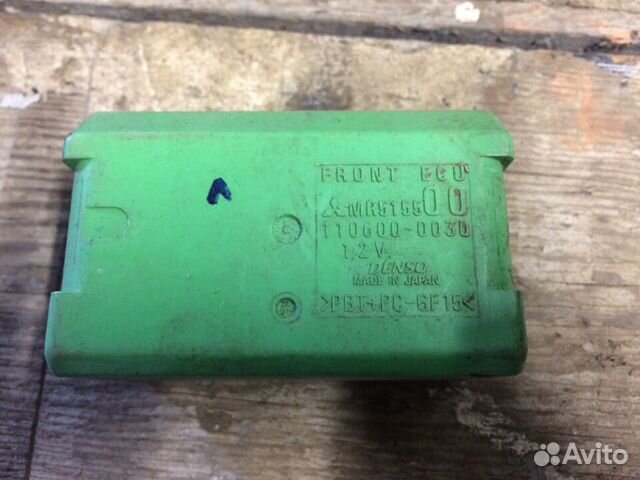 FRONT ECU
MR515500
110600-0030
12V
DENSO
MADE IN JAPAN
>PBT+PC-GF15<
Avito